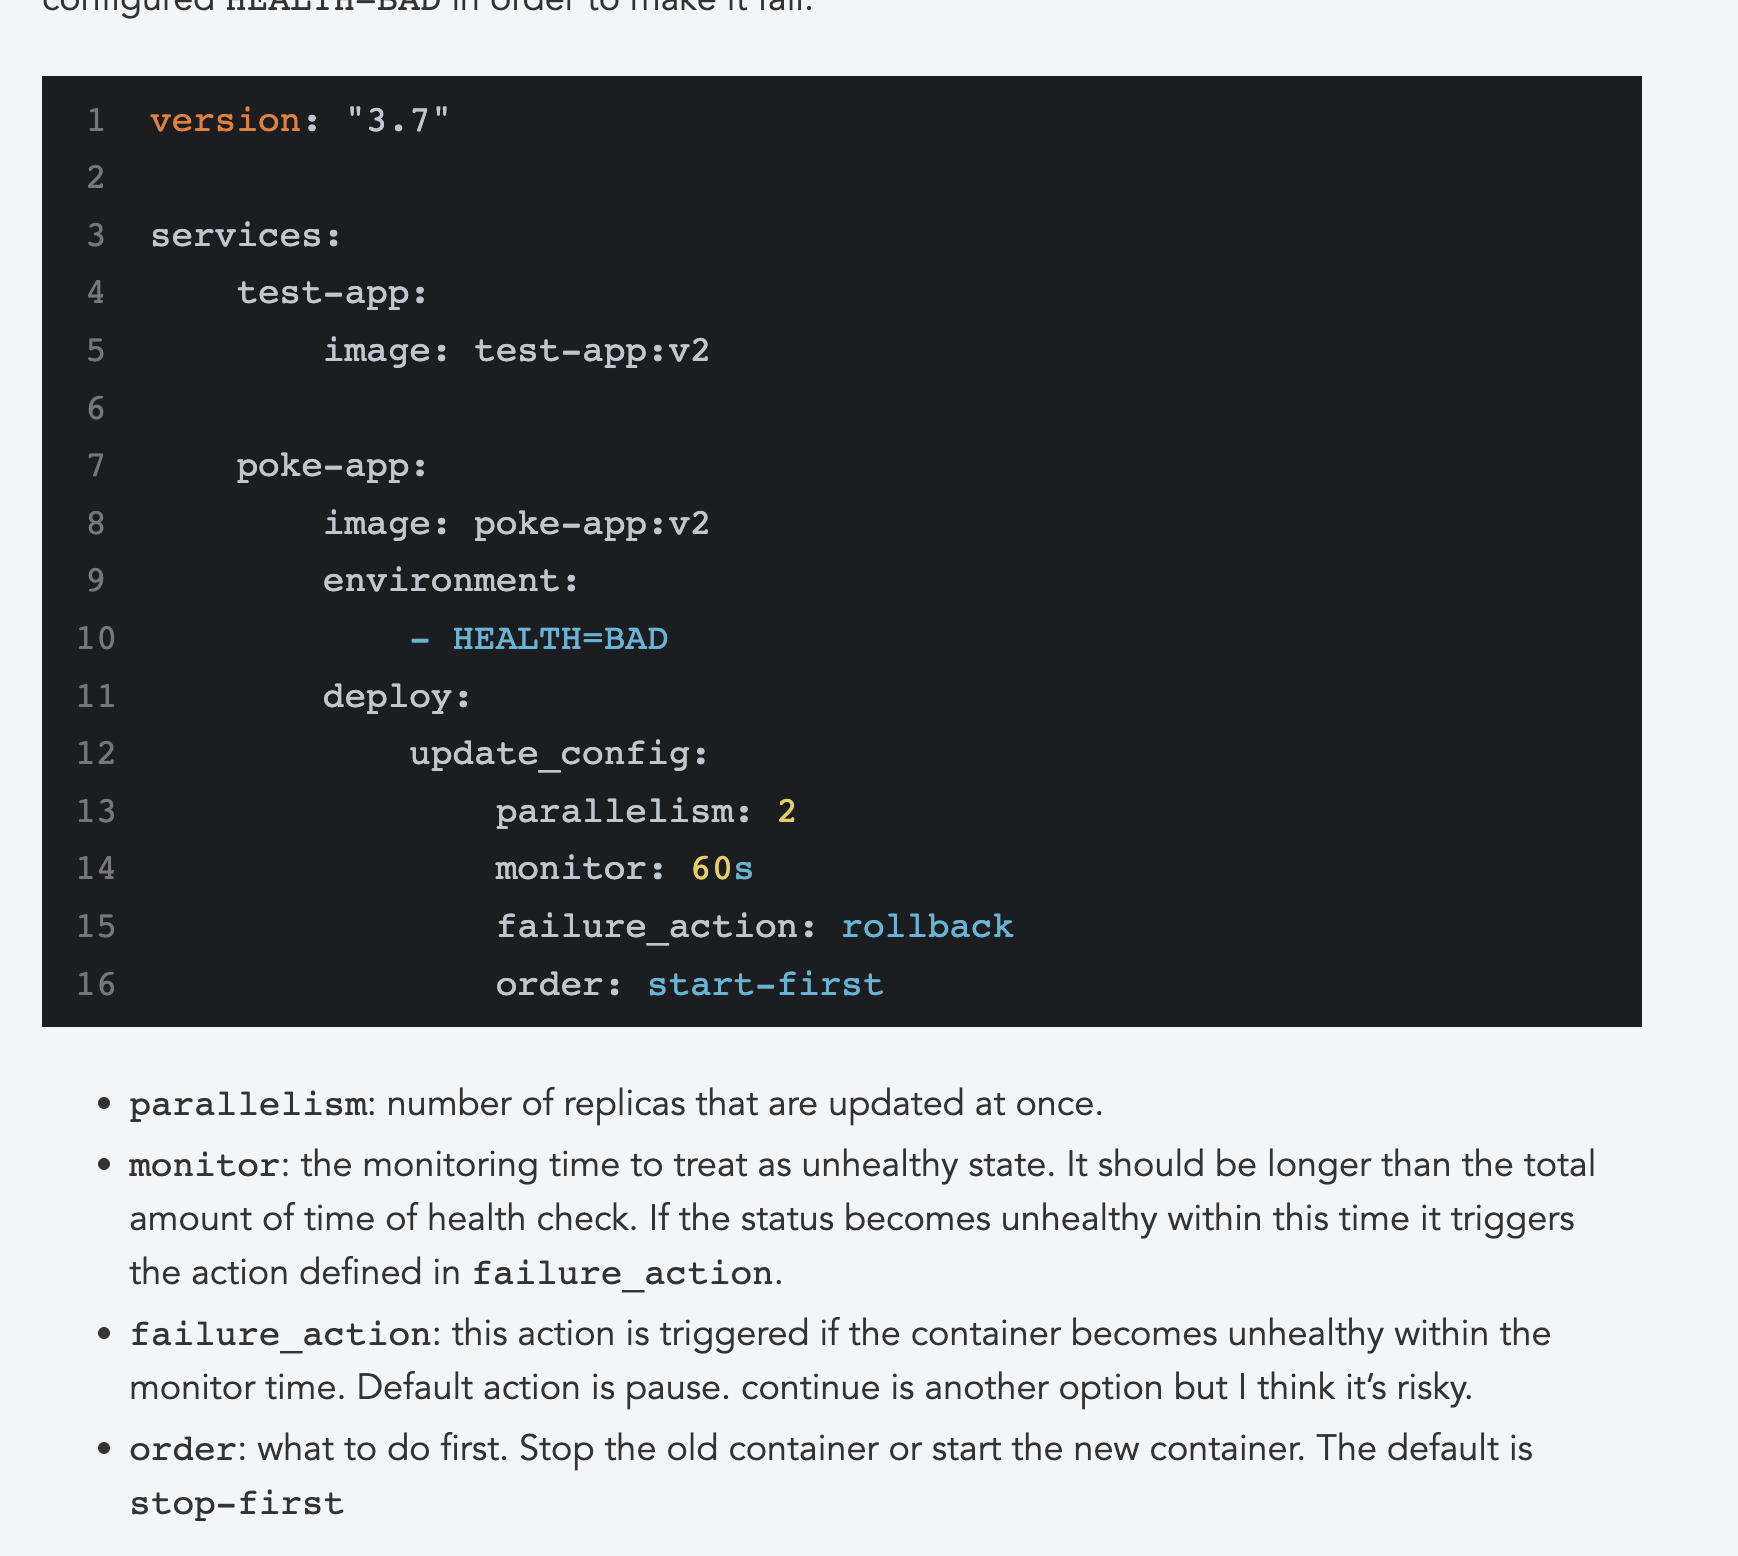 configured HEALTH=BAD in order to make it fail.
1 version: "3.7"
2
3 services:
4 test-app:
5 image: test-app:v2
6
7 poke-app:
8 image: poke-app:v2
9 environment:
10 - HEALTH=BAD
11 deploy:
12 update_config:
13 parallelism: 2
14 monitor: 60s
15 failure_action: rollback
16 order: start-first
• parallelism: number of replicas that are updated at once.
• monitor: the monitoring time to treat as unhealthy state. It should be longer than the total
amount of time of health check. If the status becomes unhealthy within this time it triggers
the action defined in failure_action.
• failure_action: this action is triggered if the container becomes unhealthy within the
monitor time. Default action is pause. continue is another option but I think it’s risky.
• order: what to do first. Stop the old container or start the new container. The default is
stop-first